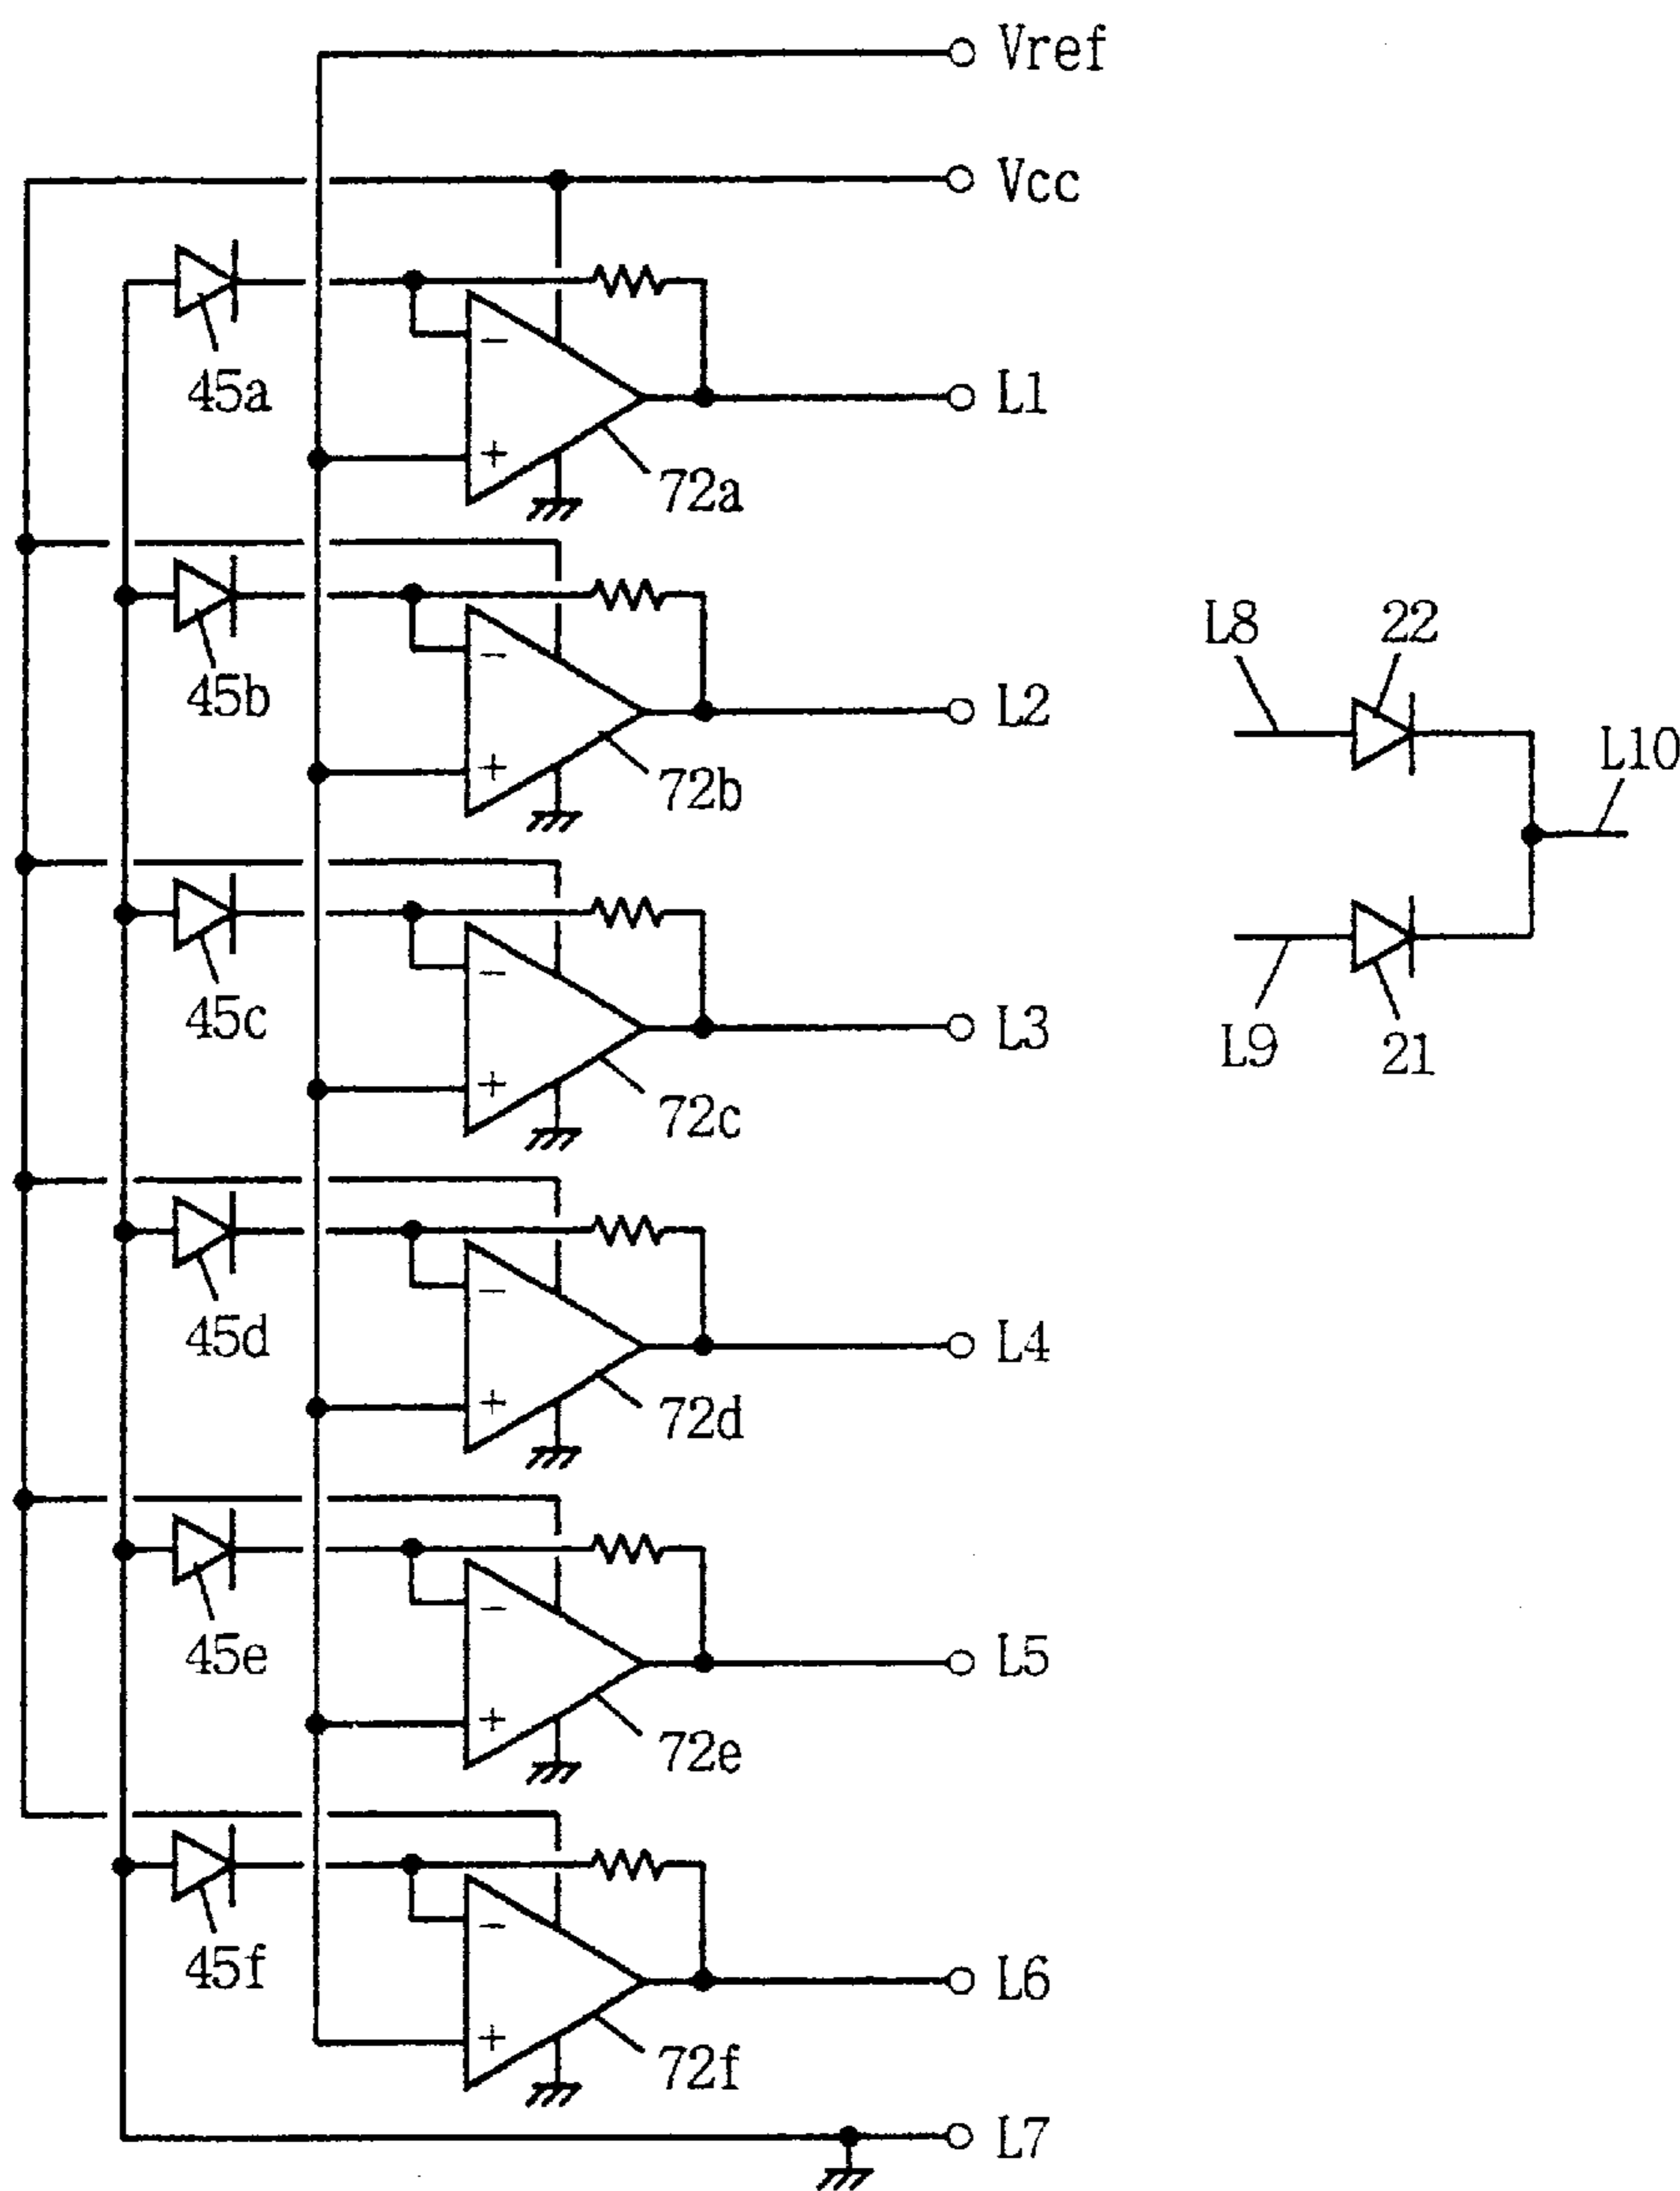 Vref
Vcc
45a
−
+
L1
72a
45b
−
+
L2
72b
45c
−
+
L3
72c
45d
−
+
L4
72d
45e
−
+
L5
72e
45f
−
+
L6
72f
L7
L8
22
L10
L9
21